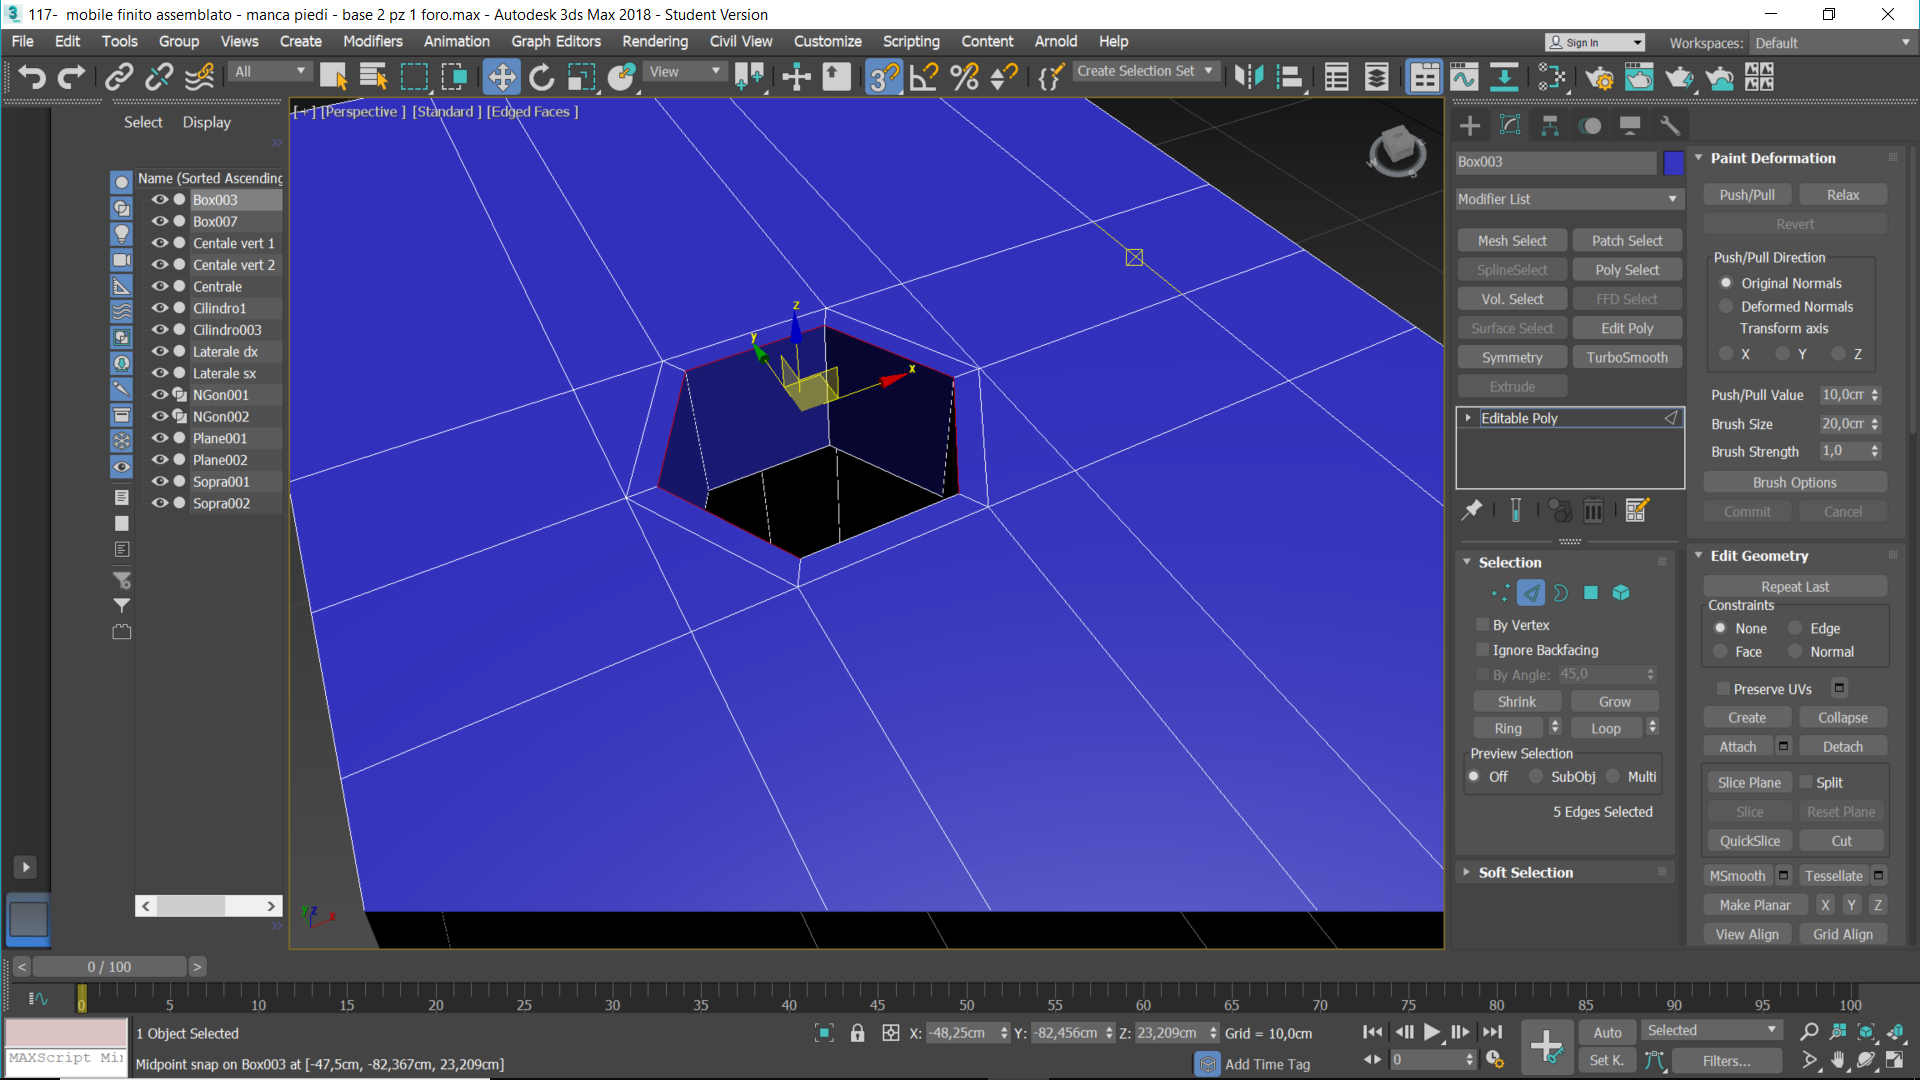 117-  mobile finito assemblato - manca piedi - base 2 pz 1 foro.max - Autodesk 3ds Max 2018 - Student Version
File Edit Tools Group Views Create Modifiers Animation Graph Editors Rendering Civil View Customize Scripting Content Arnold Help
Sign In
Workspaces: Default
All
View
Create Selection Set
Select Display
[+] [Perspective ] [Standard ] [Edged Faces ]
Name (Sorted Ascending
Box003
Box007
Centale vert 1
Centale vert 2
Centrale
Cilindro1
Cilindro003
Laterale dx
Laterale sx
NGon001
NGon002
Plane001
Plane002
Sopra001
Sopra002
z
y
x
W
S
Box003
Modifier List
Mesh Select Patch Select
SplineSelect Poly Select
Vol. Select FFD Select
Surface Select Edit Poly
Symmetry TurboSmooth
Extrude
Editable Poly
Selection
By Vertex
Ignore Backfacing
By Angle: 45,0
Shrink Grow
Ring Loop
Preview Selection
Off SubObj Multi
5 Edges Selected
Soft Selection
Paint Deformation
Push/Pull Relax
Revert
Push/Pull Direction
Original Normals
Deformed Normals
Transform axis
X Y Z
Push/Pull Value 10,0cm
Brush Size 20,0cm
Brush Strength 1,0
Brush Options
Commit Cancel
Edit Geometry
Repeat Last
Constraints
None Edge
Face Normal
Preserve UVs
Create Collapse
Attach Detach
Slice Plane Split
Slice Reset Plane
QuickSlice Cut
MSmooth Tessellate
Make Planar X Y Z
View Align Grid Align
y z x
< 0 / 100 >
0 5 10 15 20 25 30 35 40 45 50 55 60 65 70 75 80 85 90 95 100
1 Object Selected
X: -48,25cm Y: -82,456cm Z: 23,209cm Grid = 10,0cm
Auto Selected
MAXScript Mi
Midpoint snap on Box003 at [-47,5cm, -82,367cm, 23,209cm]
Add Time Tag
0
Set K. Filters...